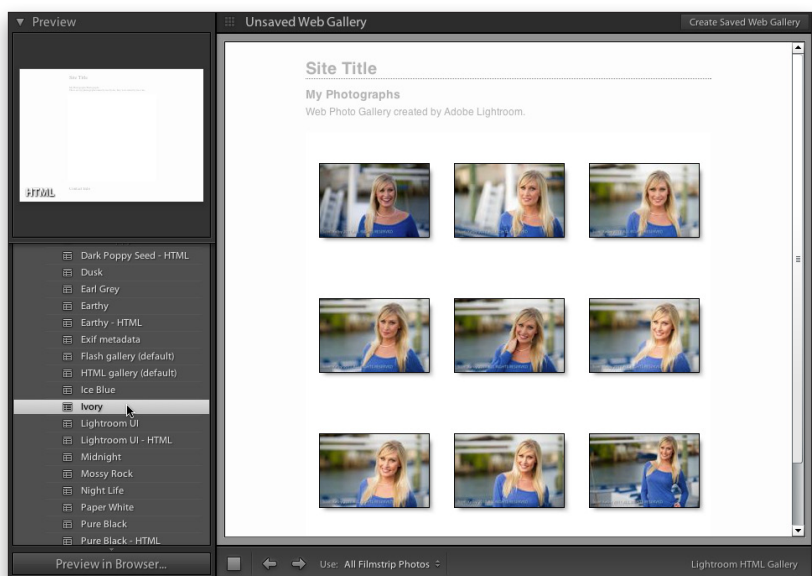 Preview
Unsaved Web Gallery
Create Saved Web Gallery
HTML
Dark Poppy Seed - HTML
Dusk
Earl Grey
Earthy
Earthy - HTML
Exif metadata
Flash gallery (default)
HTML gallery (default)
Ice Blue
Ivory
Lightroom UI
Lightroom UI - HTML
Midnight
Mossy Rock
Night Life
Paper White
Pure Black
Pure Black - HTML
Preview in Browser...
Site Title
My Photographs
Web Photo Gallery created by Adobe Lightroom.
Use: All Filmstrip Photos
Lightroom HTML Gallery